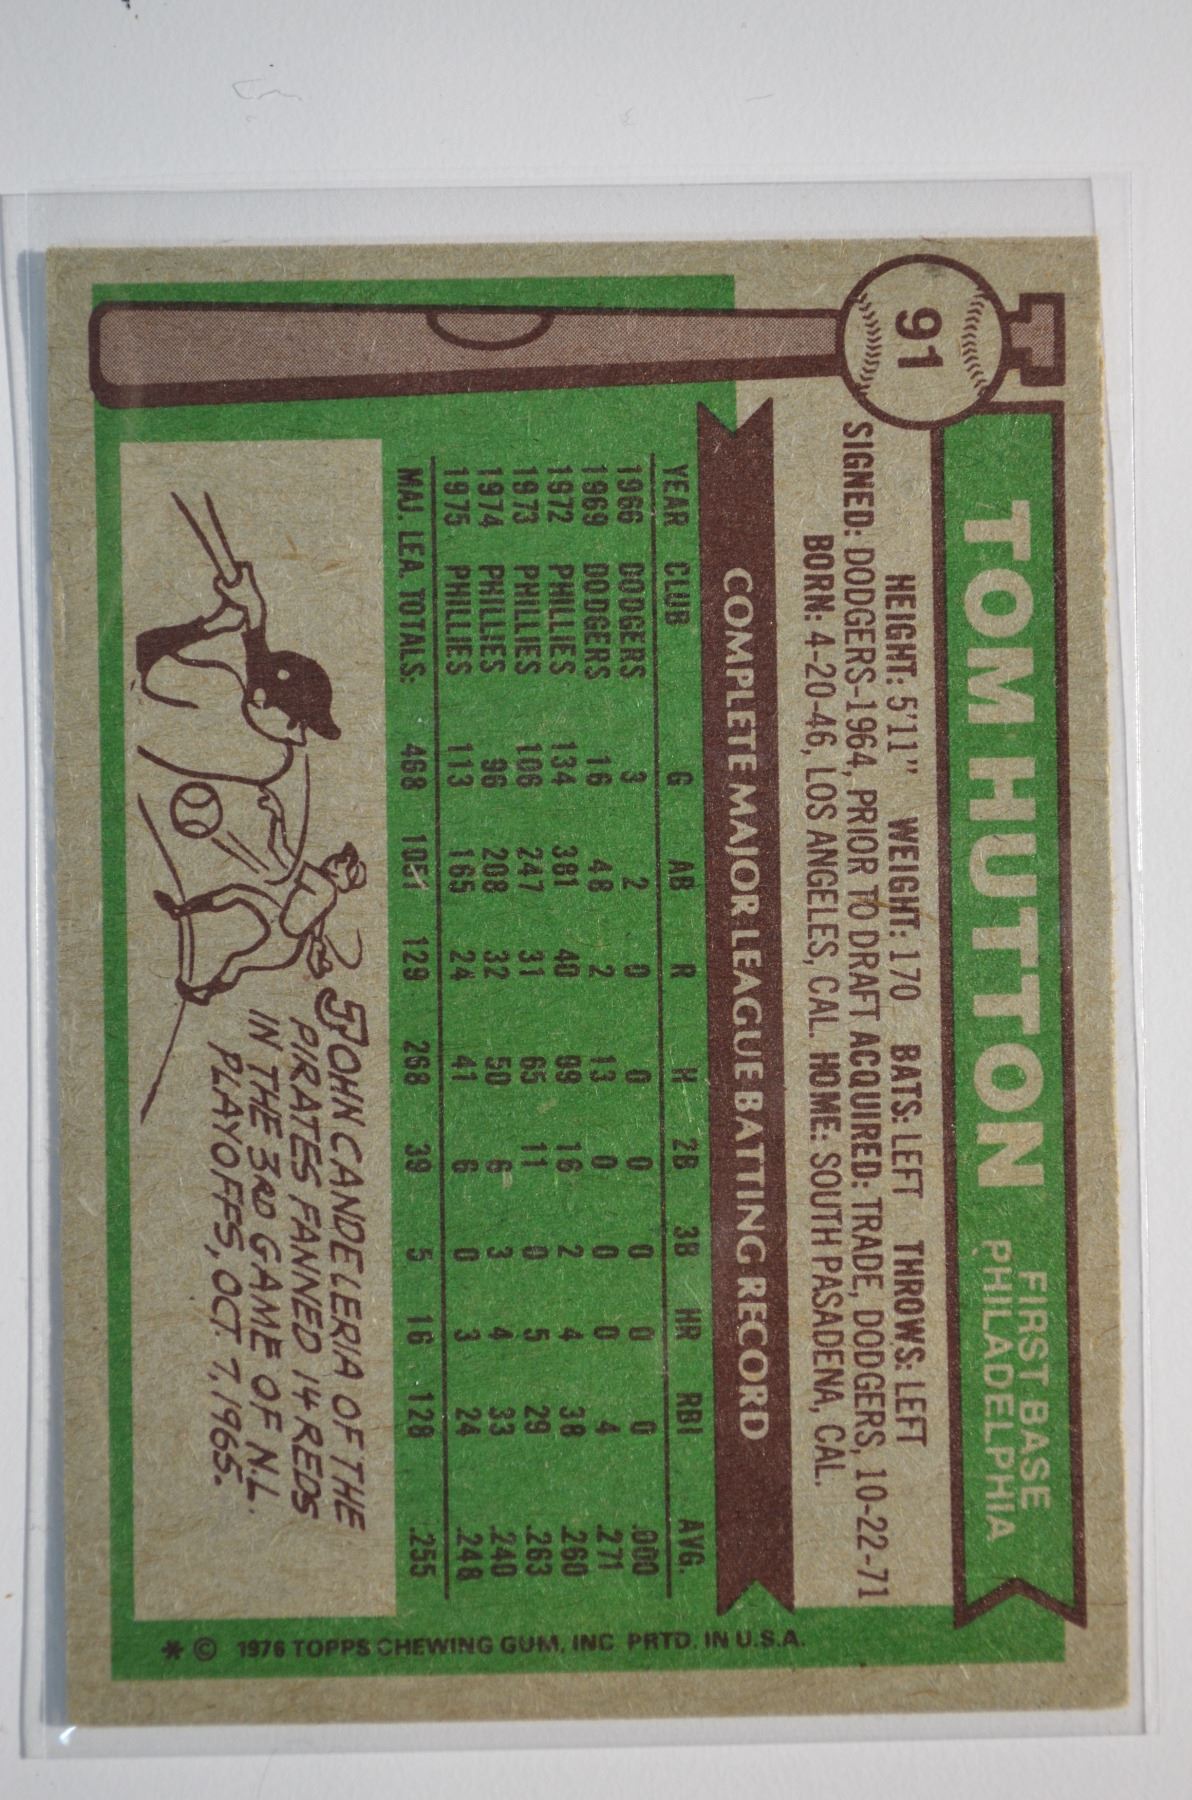 91
TOM HUTTON
FIRST BASE
PHILADELPHIA
HEIGHT: 5'11" WEIGHT: 170 BATS: LEFT THROWS: LEFT
SIGNED: DODGERS-1964, PRIOR TO DRAFT ACQUIRED: TRADE, DODGERS, 10-22-71
BORN: 4-20-46, LOS ANGELES, CAL. HOME: SOUTH PASADENA, CAL.
COMPLETE MAJOR LEAGUE BATTING RECORD
YEAR CLUB G AB R H 2B 3B HR RBI AVG.
1966 DODGERS 3 2 0 0 0 0 0 0 .000
1969 DODGERS 16 48 2 13 0 0 0 4 .271
1972 PHILLIES 134 381 40 99 16 2 4 38 .260
1973 PHILLIES 106 247 31 65 11 0 5 29 .263
1974 PHILLIES 96 208 32 50 6 3 4 33 .240
1975 PHILLIES 113 165 24 41 6 0 3 24 .248
MAJ. LEA. TOTALS: 468 1051 129 268 39 5 16 128 .255
JOHN CANDELERIA OF THE
PIRATES FANNED 14 REDS
IN THE 3RD GAME OF N.L.
PLAYOFFS, OCT. 7, 1965.
* © 1976 TOPPS CHEWING GUM, INC. PRTD. IN U.S.A.